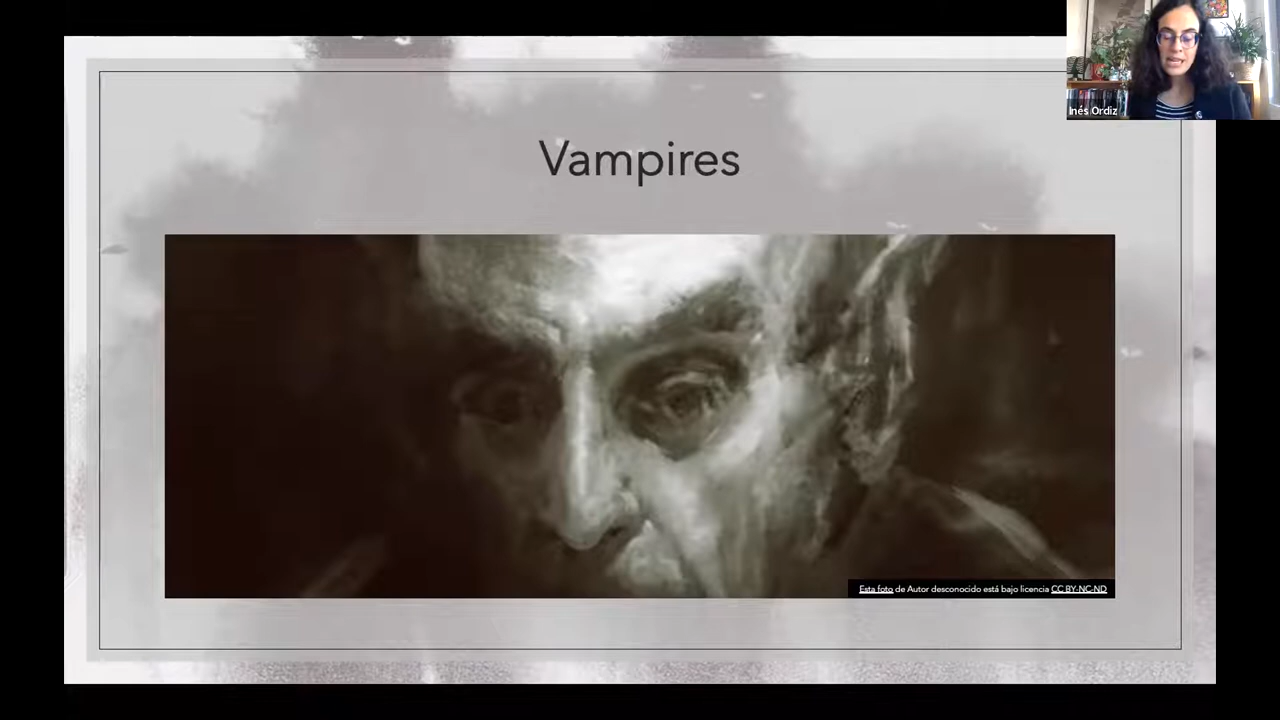 Inés Ordiz
Vampires
Esta foto de Autor desconocido está bajo licencia CC BY-NC-ND